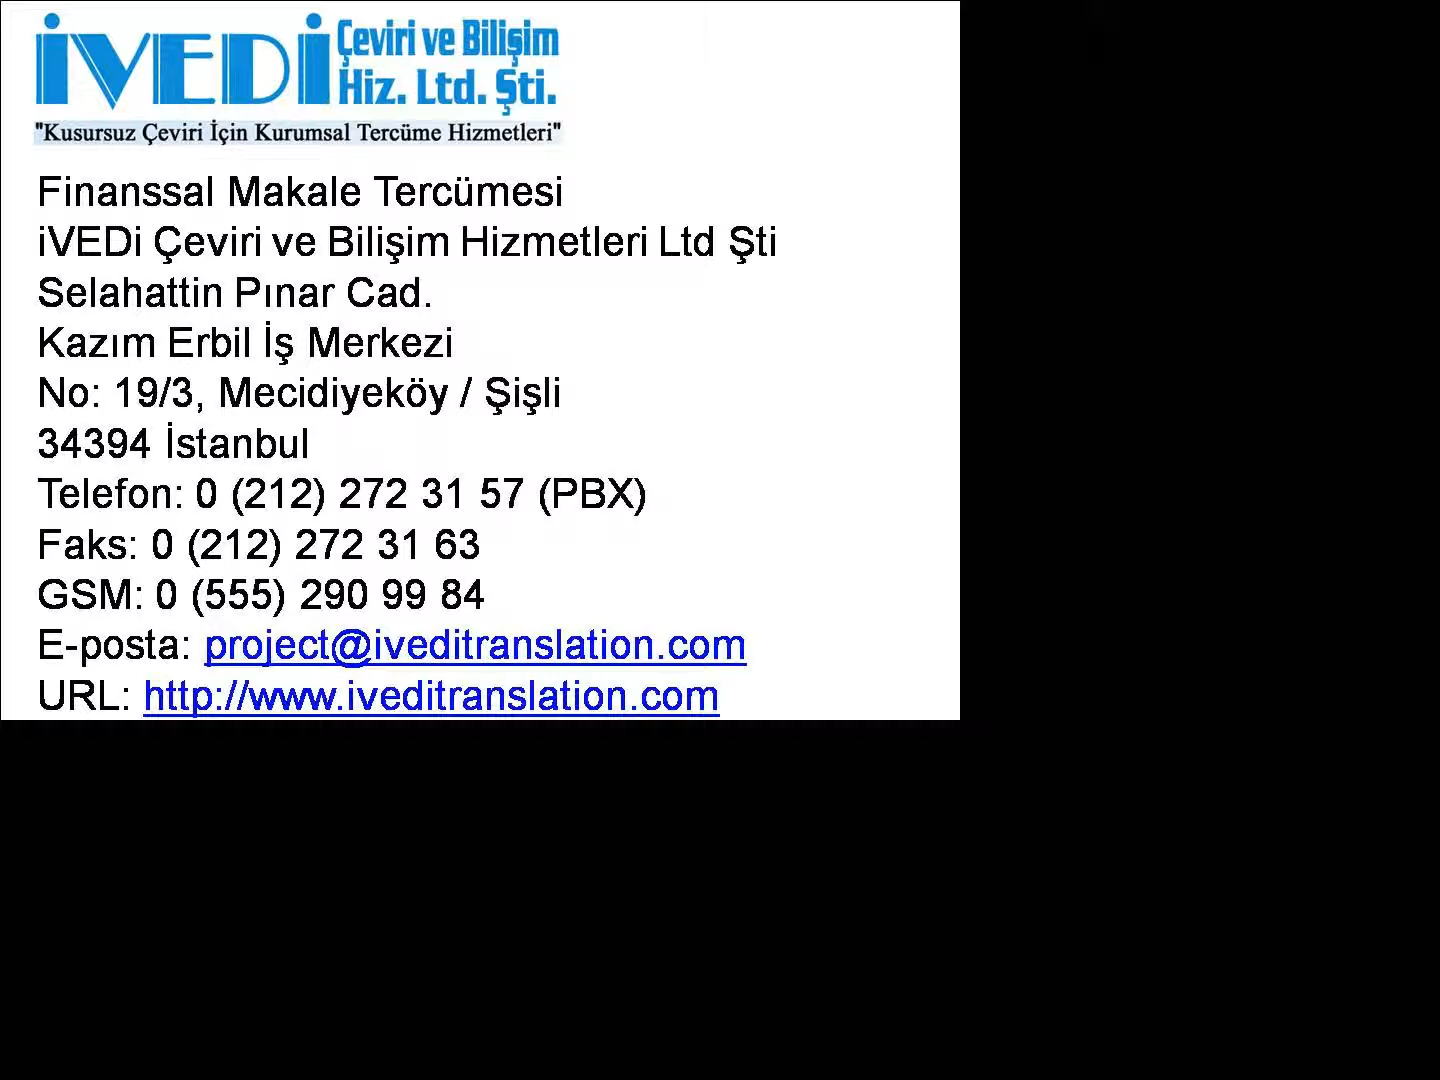 iVEDi Çeviri ve Bilişim
Hiz. Ltd. Şti.
"Kusursuz Çeviri İçin Kurumsal Tercüme Hizmetleri"
Finanssal Makale Tercümesi
iVEDi Çeviri ve Bilişim Hizmetleri Ltd Şti
Selahattin Pınar Cad.
Kazım Erbil İş Merkezi
No: 19/3, Mecidiyeköy / Şişli
34394 İstanbul
Telefon: 0 (212) 272 31 57 (PBX)
Faks: 0 (212) 272 31 63
GSM: 0 (555) 290 99 84
E-posta: project@iveditranslation.com
URL: http://www.iveditranslation.com